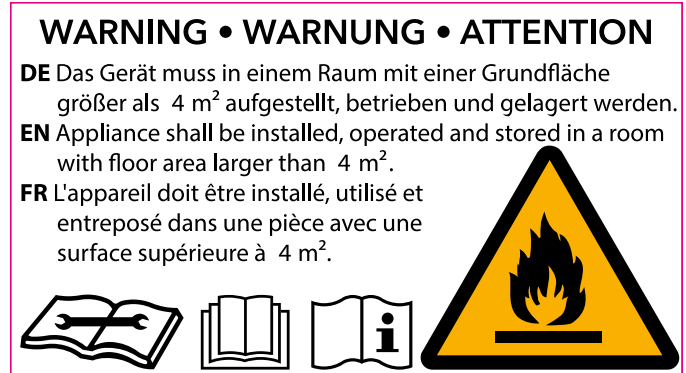 WARNING • WARNUNG • ATTENTION
DE Das Gerät muss in einem Raum mit einer Grundfläche
größer als 4 m² aufgestellt, betrieben und gelagert werden.
EN Appliance shall be installed, operated and stored in a room
with floor area larger than 4 m².
FR L'appareil doit être installé, utilisé et
entreposé dans une pièce avec une
surface supérieure à 4 m².
i